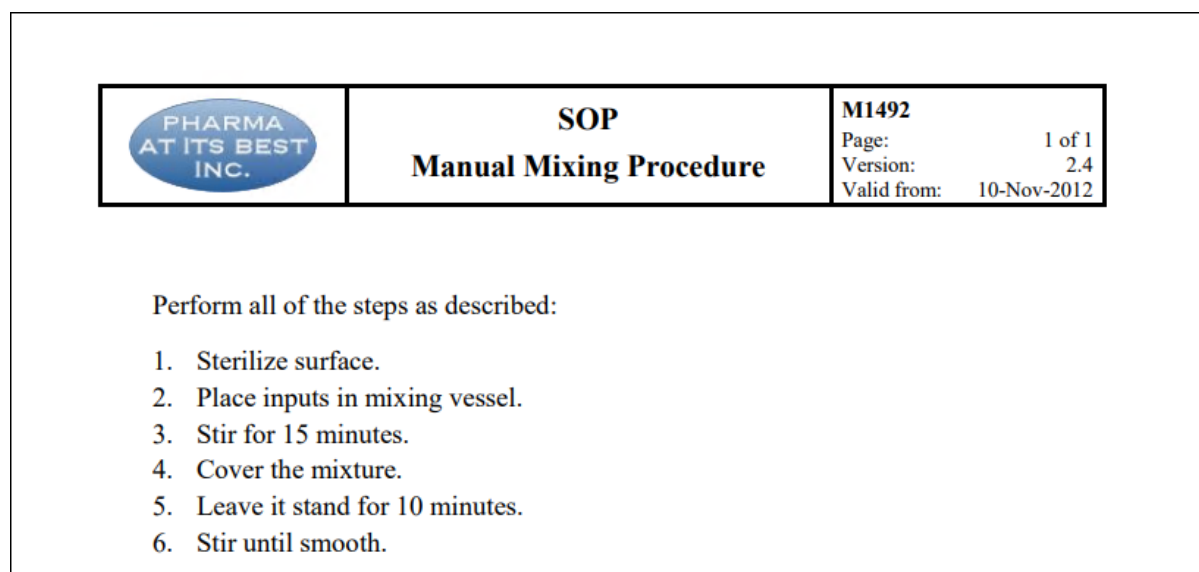 PHARMA
AT ITS BEST
INC.
SOP
Manual Mixing Procedure
M1492
Page: 1 of 1
Version: 2.4
Valid from: 10-Nov-2012
Perform all of the steps as described:
1. Sterilize surface.
2. Place inputs in mixing vessel.
3. Stir for 15 minutes.
4. Cover the mixture.
5. Leave it stand for 10 minutes.
6. Stir until smooth.